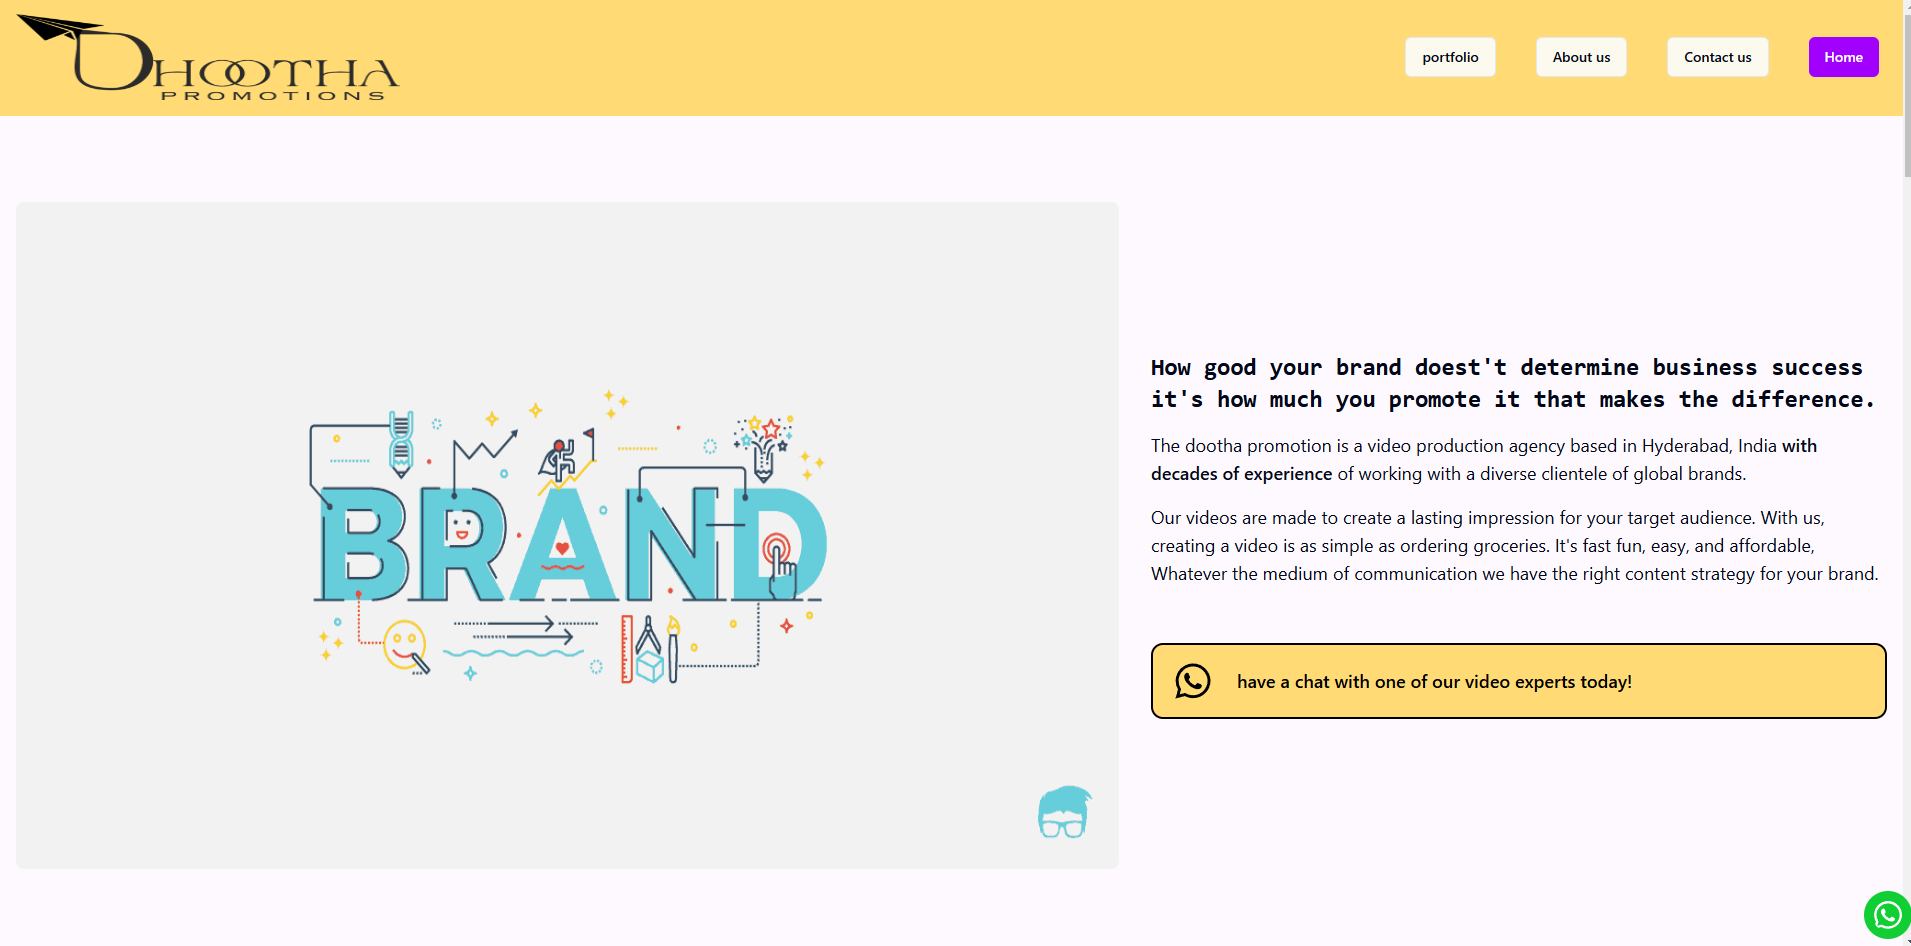 DHOOTHA
PROMOTIONS
portfolio
About us
Contact us
Home
BRAND
How good your brand doest't determine business success
it's how much you promote it that makes the difference.
The dootha promotion is a video production agency based in Hyderabad, India with
decades of experience of working with a diverse clientele of global brands.
Our videos are made to create a lasting impression for your target audience. With us,
creating a video is as simple as ordering groceries. It's fast fun, easy, and affordable,
Whatever the medium of communication we have the right content strategy for your brand.
have a chat with one of our video experts today!